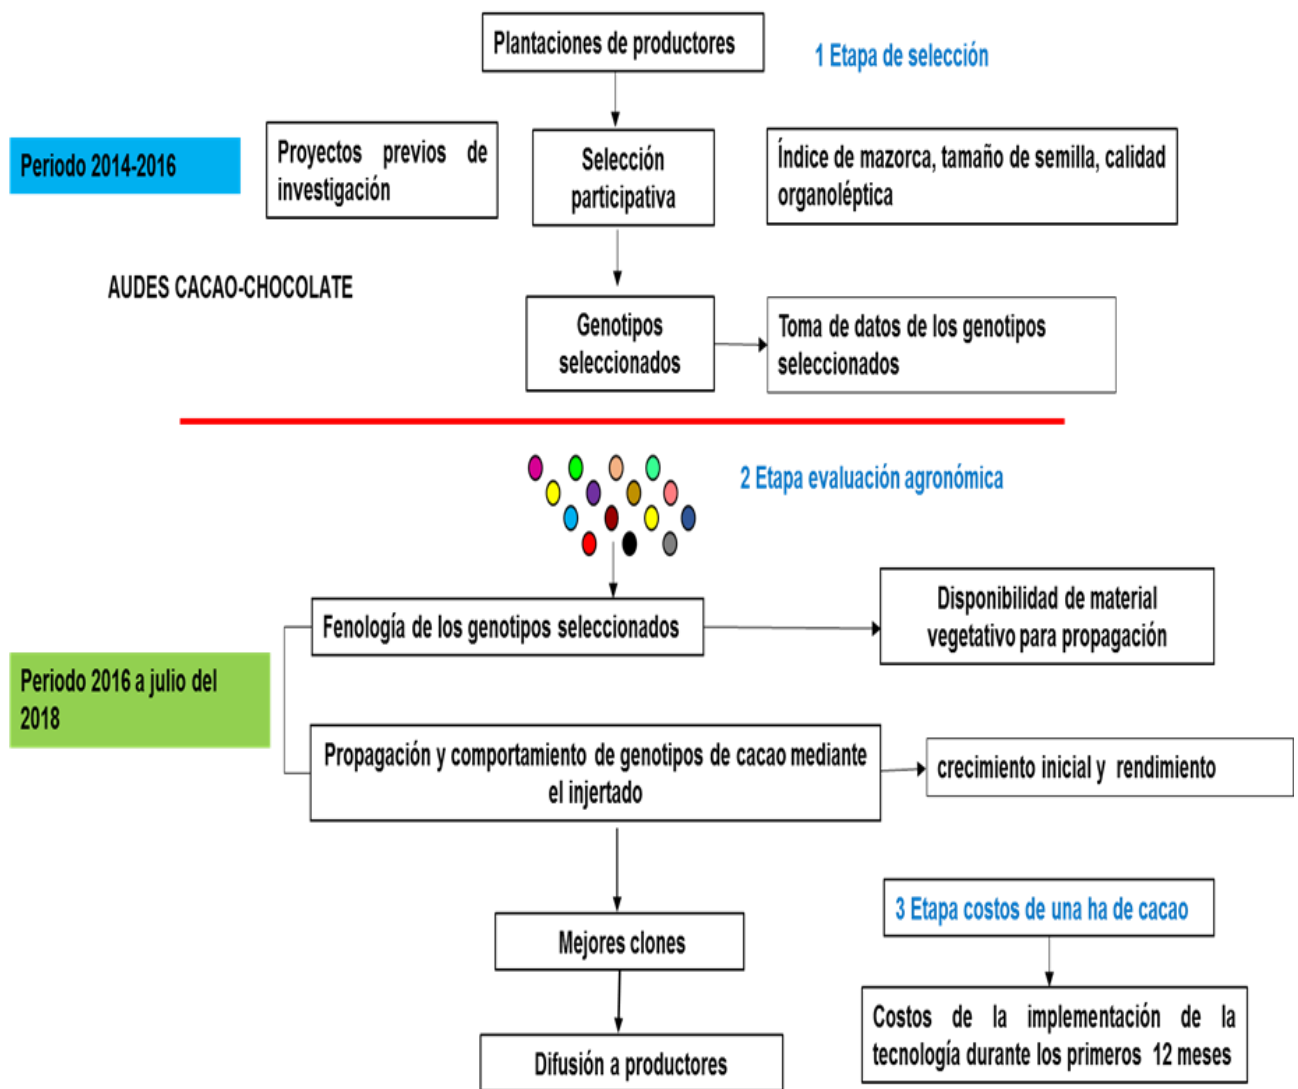 Plantaciones de productores
1 Etapa de selección
Periodo 2014-2016
Proyectos previos de
investigación
Selección
participativa
Índice de mazorca, tamaño de semilla, calidad
organoléptica
AUDES CACAO-CHOCOLATE
Genotipos
seleccionados
Toma de datos de los genotipos
seleccionados
2 Etapa evaluación agronómica
Fenología de los genotipos seleccionados
Disponibilidad de material
vegetativo para propagación
Periodo 2016 a julio del
2018
Propagación y comportamiento de genotipos de cacao mediante
el injertado
crecimiento inicial y rendimiento
Mejores clones
3 Etapa costos de una ha de cacao
Costos de la implementación de la
tecnología durante los primeros 12 meses
Difusión a productores